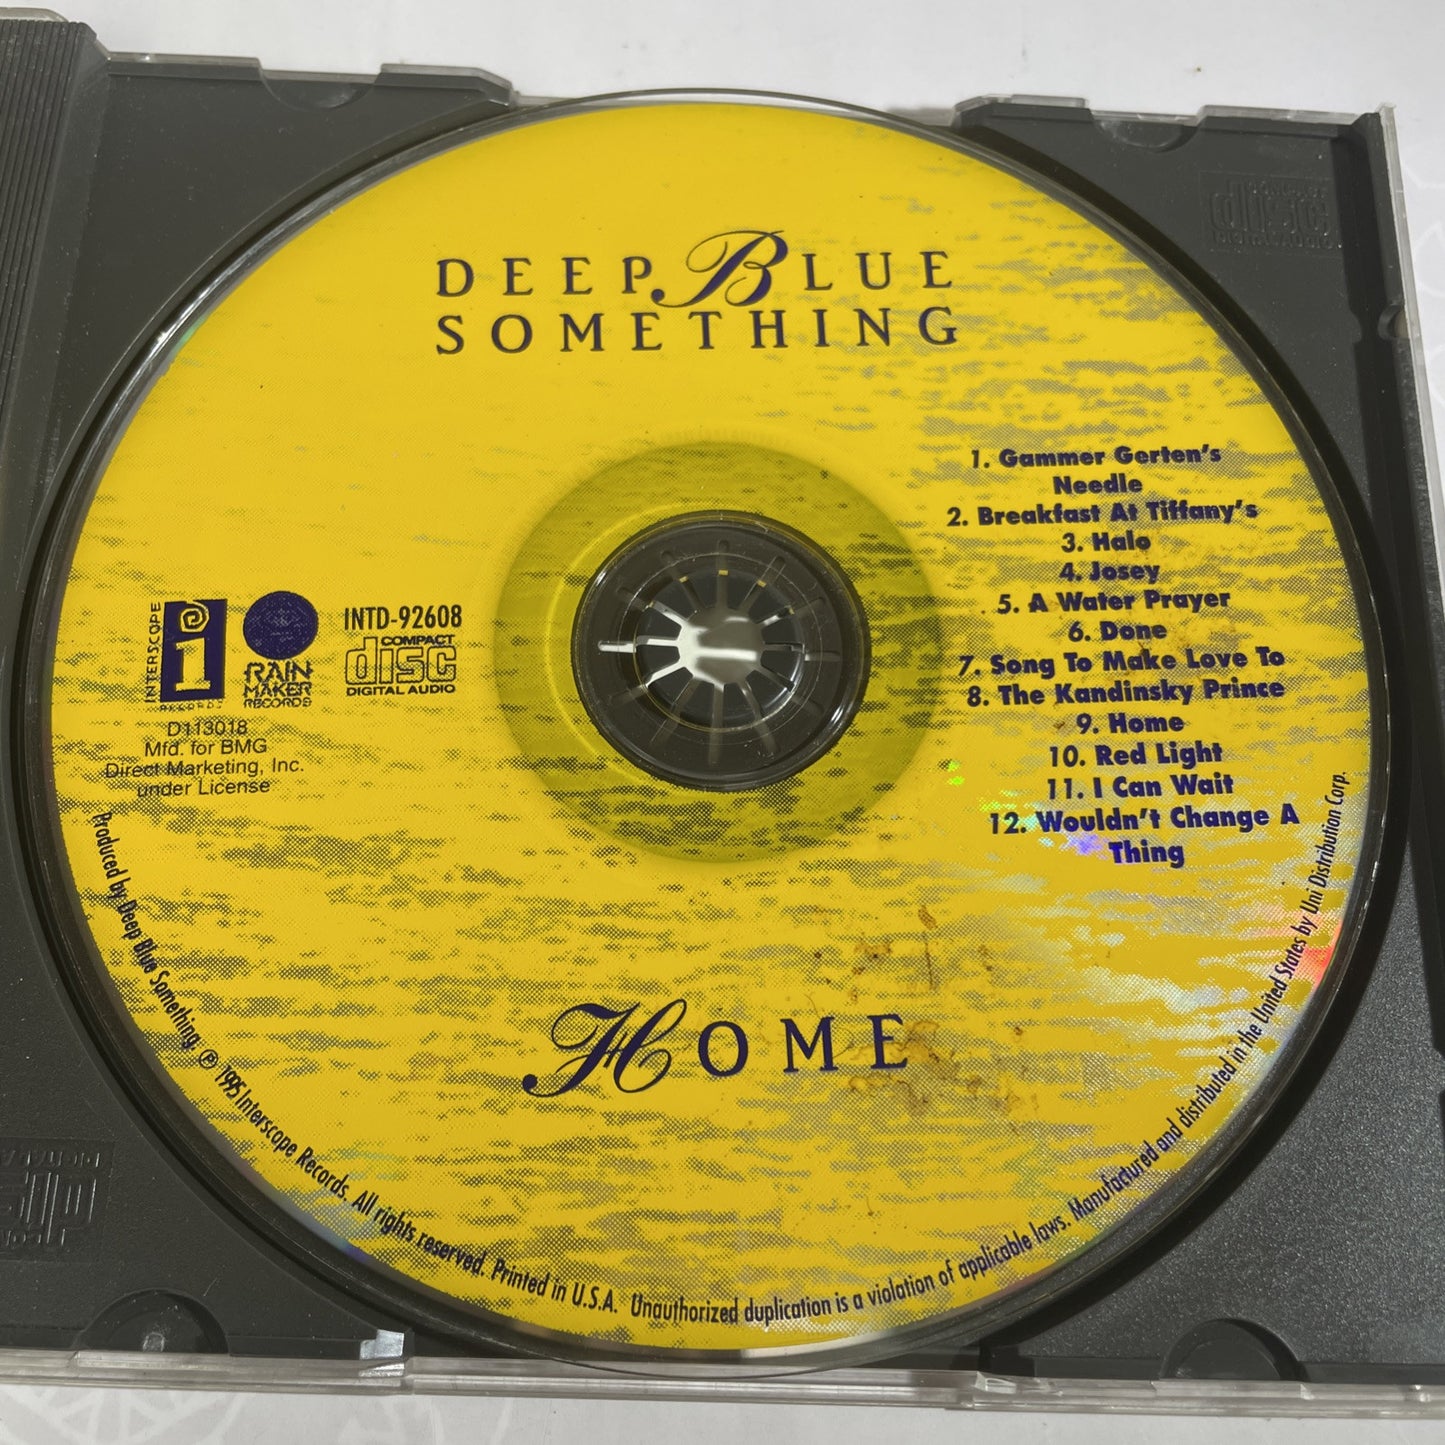 DEEP BLUE
SOMETHING
1. Gammer Gerten's
Needle
2. Breakfast At Tiffany's
3. Halo
4. Josey
5. A Water Prayer
6. Done
7. Song To Make Love To
8. The Kandinsky Prince
9. Home
10. Red Light
11. I Can Wait
12. Wouldn't Change A
Thing
INTERSCOPE
i
RECORDS
RAIN
MAKER
RECORDS
INTD-92608
COMPACT
disc
DIGITAL AUDIO
D113018
Mfd. for BMG
Direct Marketing, Inc.
under License
HOME
Produced by Deep Blue Something. ℗ 1995 Interscope Records. All rights reserved. Printed in U.S.A. Unauthorized duplication is a violation of applicable laws. Manufactured and distributed in the United States by Uni Distribution Corp.
disc
DIGITAL AUDIO